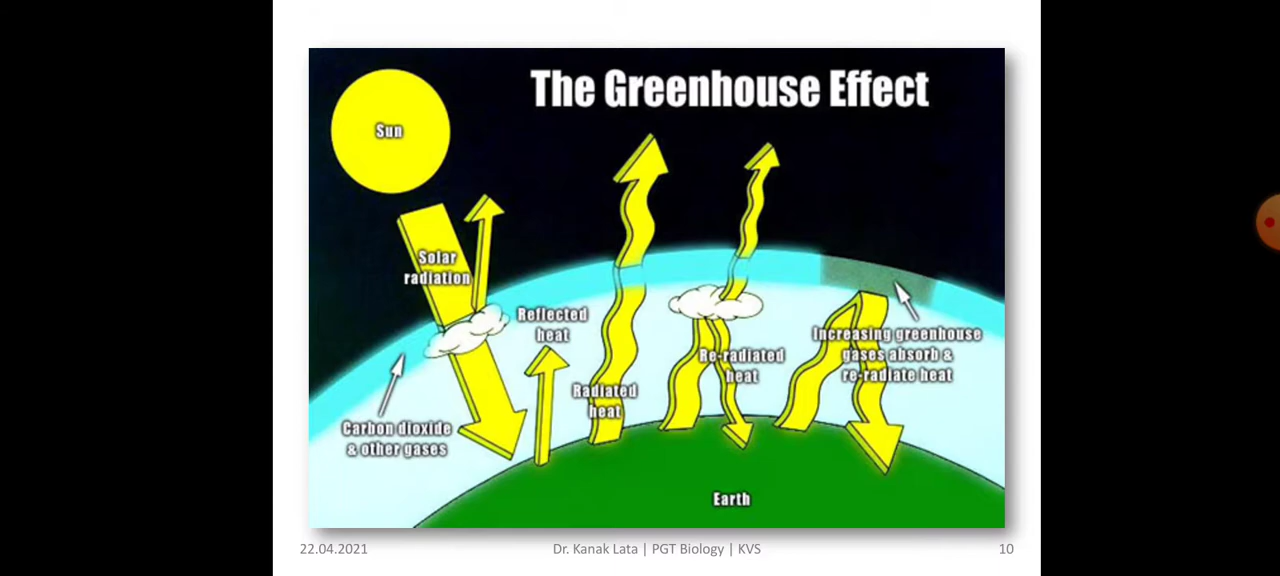 The Greenhouse Effect
Sun
Solar
radiation
Reflected
heat
Radiated
heat
Re-radiated
heat
Increasing greenhouse
gases absorb &
re-radiate heat
Carbon dioxide
& other gases
Earth
22.04.2021
Dr. Kanak Lata | PGT Biology | KVS
10